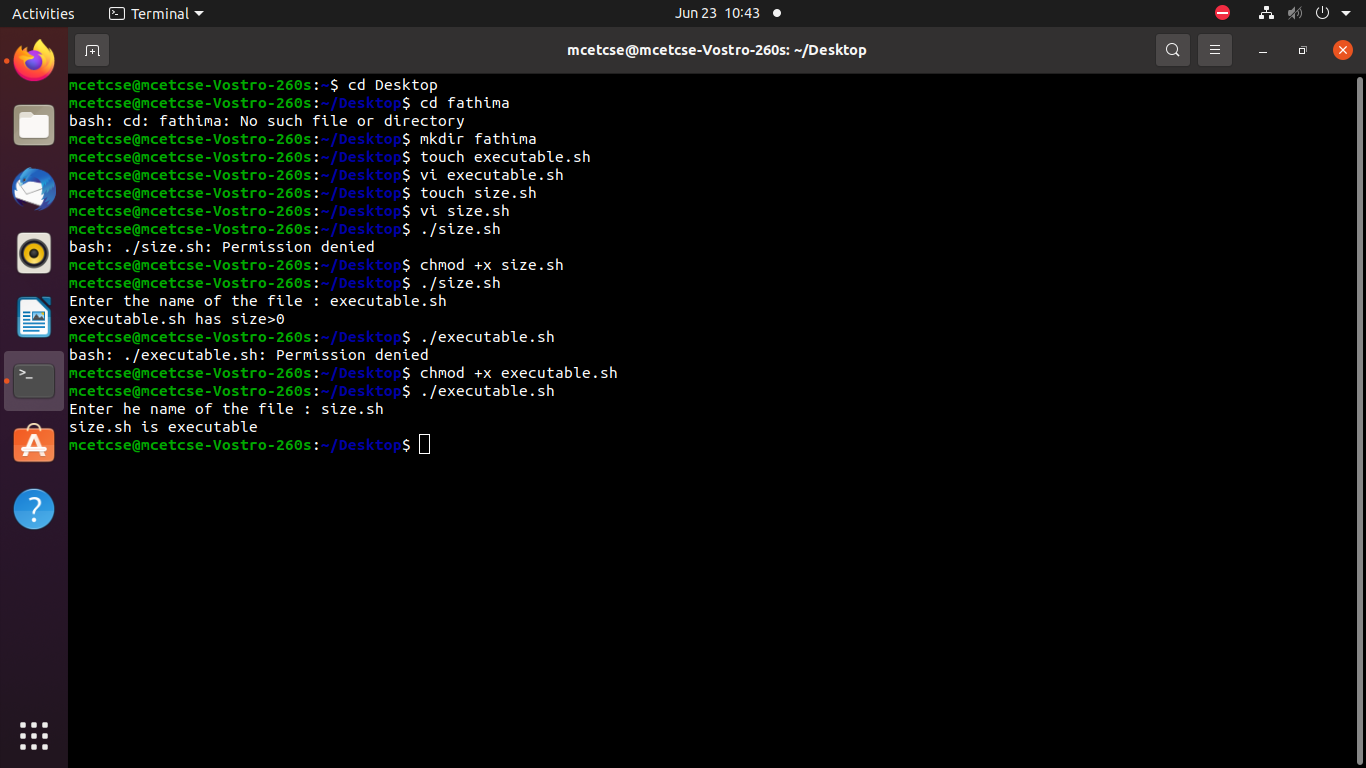 Activities
Terminal
Jun 23 10:43
mcetcse@mcetcse-Vostro-260s: ~/Desktop
mcetcse@mcetcse-Vostro-260s:~$ cd Desktop
mcetcse@mcetcse-Vostro-260s:~/Desktop$ cd fathima
bash: cd: fathima: No such file or directory
mcetcse@mcetcse-Vostro-260s:~/Desktop$ mkdir fathima
mcetcse@mcetcse-Vostro-260s:~/Desktop$ touch executable.sh
mcetcse@mcetcse-Vostro-260s:~/Desktop$ vi executable.sh
mcetcse@mcetcse-Vostro-260s:~/Desktop$ touch size.sh
mcetcse@mcetcse-Vostro-260s:~/Desktop$ vi size.sh
mcetcse@mcetcse-Vostro-260s:~/Desktop$ ./size.sh
bash: ./size.sh: Permission denied
mcetcse@mcetcse-Vostro-260s:~/Desktop$ chmod +x size.sh
mcetcse@mcetcse-Vostro-260s:~/Desktop$ ./size.sh
Enter the name of the file : executable.sh
executable.sh has size>0
mcetcse@mcetcse-Vostro-260s:~/Desktop$ ./executable.sh
bash: ./executable.sh: Permission denied
mcetcse@mcetcse-Vostro-260s:~/Desktop$ chmod +x executable.sh
mcetcse@mcetcse-Vostro-260s:~/Desktop$ ./executable.sh
Enter he name of the file : size.sh
size.sh is executable
mcetcse@mcetcse-Vostro-260s:~/Desktop$